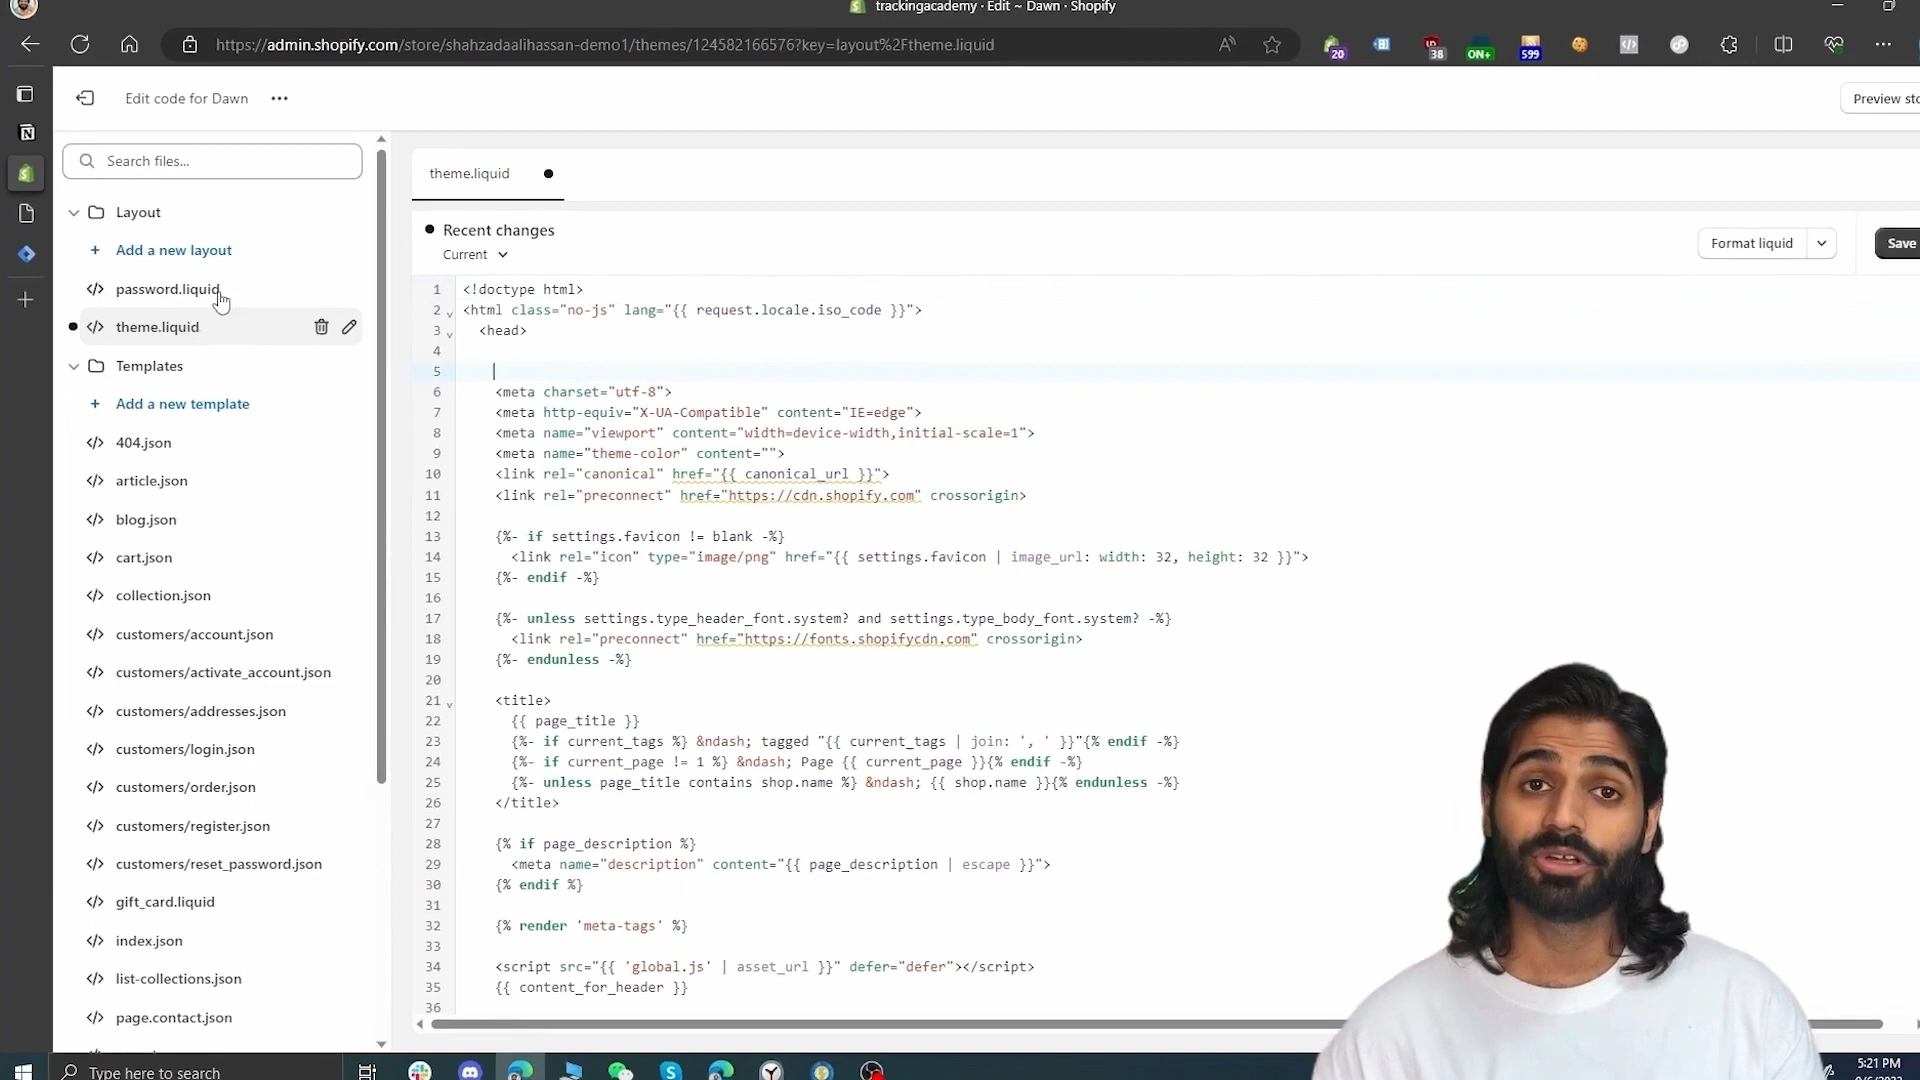 trackingacademy · Edit ~ Dawn · Shopify
https://admin.shopify.com/store/shahzadaalihassan-demo1/themes/124582166576?key=layout%2Ftheme.liquid
20
38
ON+
599
Edit code for Dawn
Preview sto
Search files...
Layout
Add a new layout
password.liquid
theme.liquid
Templates
Add a new template
404.json
article.json
blog.json
cart.json
collection.json
customers/account.json
customers/activate_account.json
customers/addresses.json
customers/login.json
customers/order.json
customers/register.json
customers/reset_password.json
gift_card.liquid
index.json
list-collections.json
page.contact.json
theme.liquid
Recent changes
Current
Format liquid
Save
1 <!doctype html>
2 <html class="no-js" lang="{{ request.locale.iso_code }}">
3 <head>
4
5
6 <meta charset="utf-8">
7 <meta http-equiv="X-UA-Compatible" content="IE=edge">
8 <meta name="viewport" content="width=device-width,initial-scale=1">
9 <meta name="theme-color" content="">
10 <link rel="canonical" href="{{ canonical_url }}">
11 <link rel="preconnect" href="https://cdn.shopify.com" crossorigin>
12
13 {%- if settings.favicon != blank -%}
14 <link rel="icon" type="image/png" href="{{ settings.favicon | image_url: width: 32, height: 32 }}">
15 {%- endif -%}
16
17 {%- unless settings.type_header_font.system? and settings.type_body_font.system? -%}
18 <link rel="preconnect" href="https://fonts.shopifycdn.com" crossorigin>
19 {%- endunless -%}
20
21 <title>
22 {{ page_title }}
23 {%- if current_tags %} &ndash; tagged "{{ current_tags | join: ', ' }}"{% endif -%}
24 {%- if current_page != 1 %} &ndash; Page {{ current_page }}{% endif -%}
25 {%- unless page_title contains shop.name %} &ndash; {{ shop.name }}{% endunless -%}
26 </title>
27
28 {% if page_description %}
29 <meta name="description" content="{{ page_description | escape }}">
30 {% endif %}
31
32 {% render 'meta-tags' %}
33
34 <script src="{{ 'global.js' | asset_url }}" defer="defer"></script>
35 {{ content_for_header }}
36
Type here to search
5:21 PM